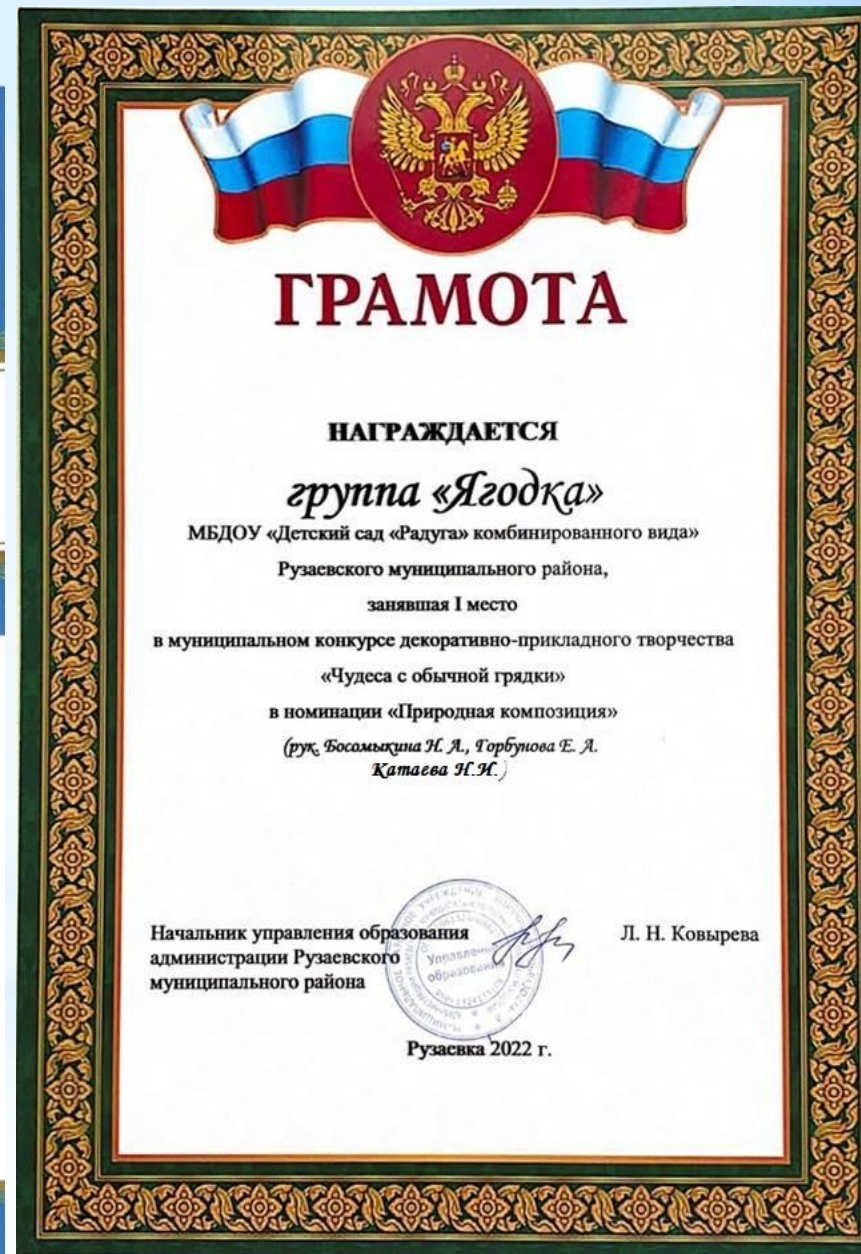 ГРАМОТА
НАГРАЖДАЕТСЯ
группа «Ягодка»
МБДОУ «Детский сад «Радуга» комбинированного вида»
Рузаевского муниципального района,
занявшая I место
в муниципальном конкурсе декоративно-прикладного творчества
«Чудеса с обычной грядки»
в номинации «Природная композиция»
(рук. Босомыкина Н. А., Горбунова Е. А.
Катаева Н.И.)
Начальник управления образования
администрации Рузаевского
муниципального района
Управление
образования
Л. Н. Ковырева
Рузаевка 2022 г.